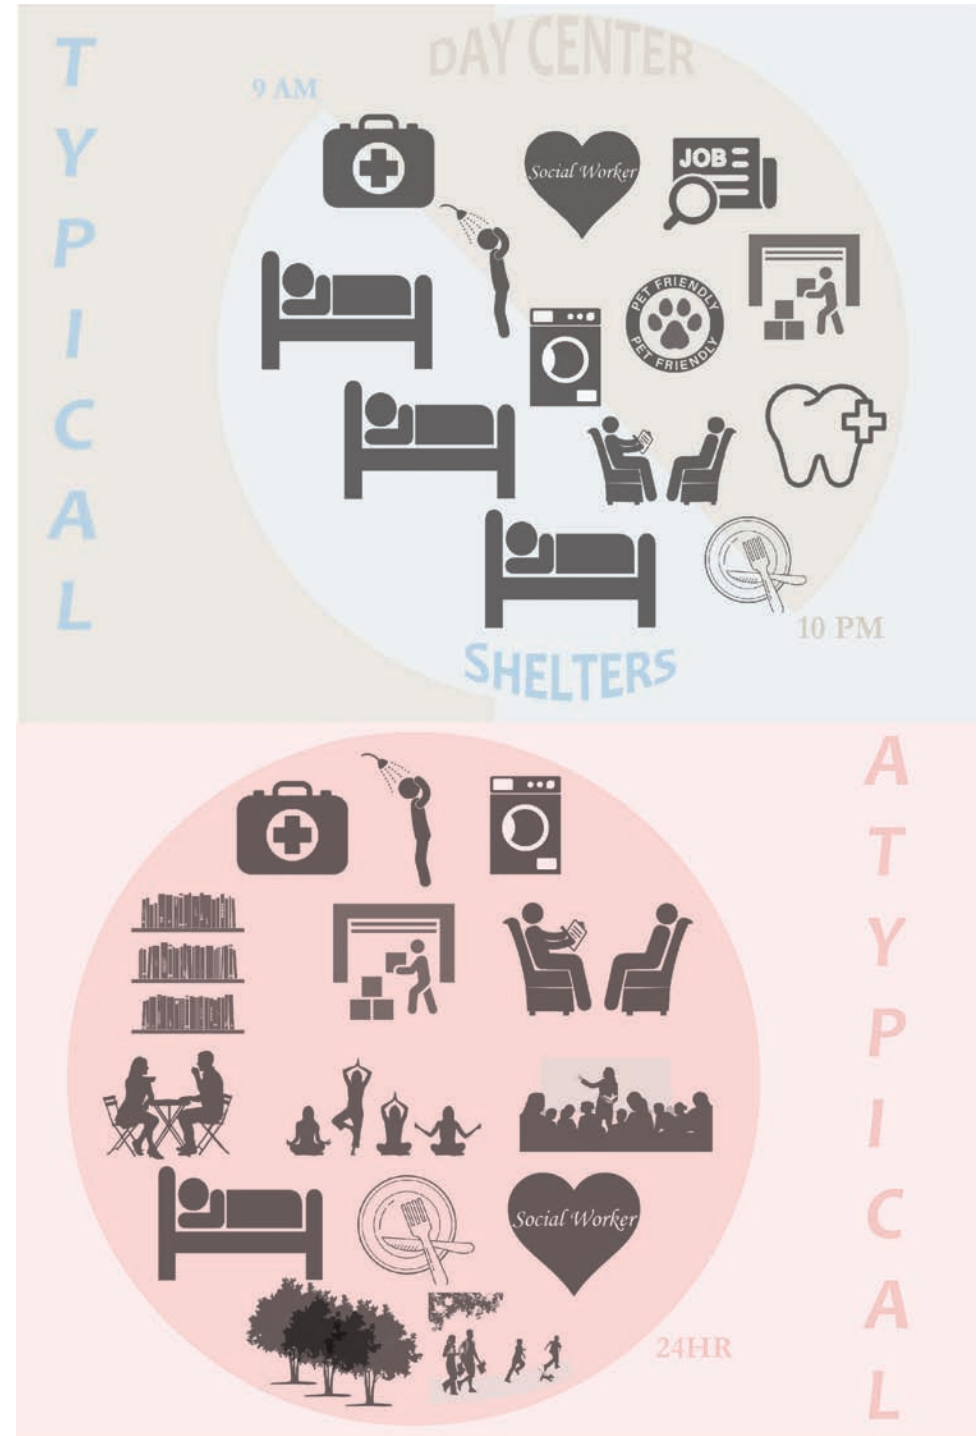 TYPICAL
DAY CENTER
9 AM
Social Worker
JOB
PET FRIENDLY
PET FRIENDLY
10 PM
SHELTERS
ATYPICAL
Social Worker
24HR